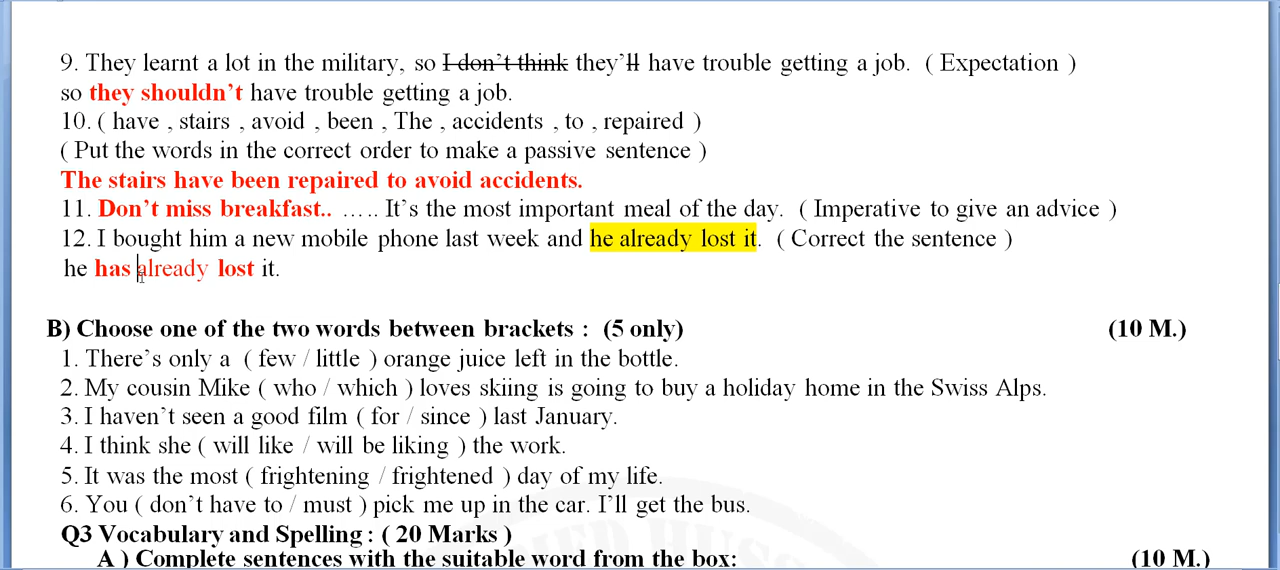 9. They learnt a lot in the military, so I don't think they'll have trouble getting a job. ( Expectation )
so they shouldn't have trouble getting a job.
10. ( have , stairs , avoid , been , The , accidents , to , repaired )
( Put the words in the correct order to make a passive sentence )
The stairs have been repaired to avoid accidents.
11. Don't miss breakfast.. ….. It's the most important meal of the day. ( Imperative to give an advice )
12. I bought him a new mobile phone last week and he already lost it. ( Correct the sentence )
he has already lost it.
B) Choose one of the two words between brackets : (5 only) (10 M.)
1. There's only a ( few / little ) orange juice left in the bottle.
2. My cousin Mike ( who / which ) loves skiing is going to buy a holiday home in the Swiss Alps.
3. I haven't seen a good film ( for / since ) last January.
4. I think she ( will like / will be liking ) the work.
5. It was the most ( frightening / frightened ) day of my life.
6. You ( don't have to / must ) pick me up in the car. I'll get the bus.
Q3 Vocabulary and Spelling : ( 20 Marks )
A ) Complete sentences with the suitable word from the box: (10 M.)